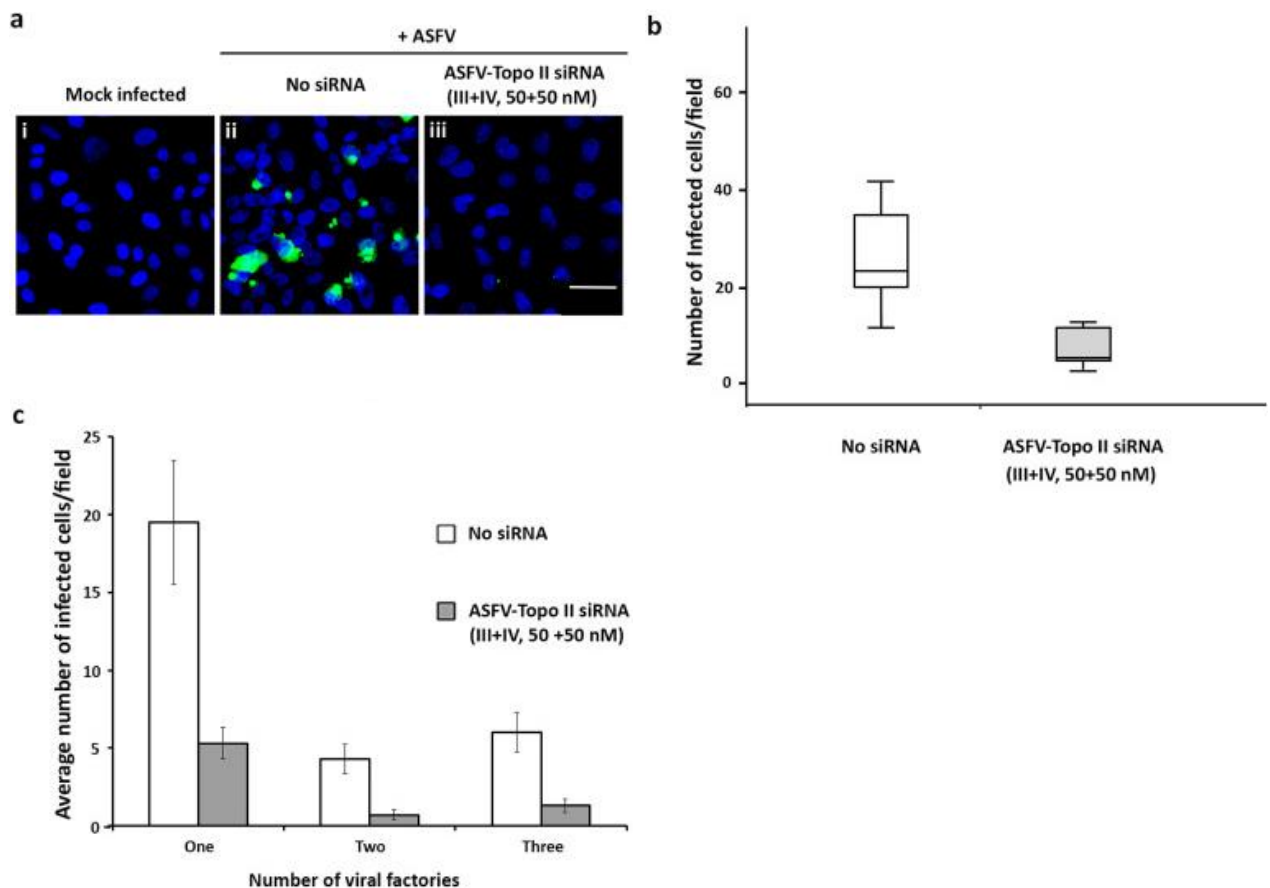 a
+ ASFV
Mock infected
No siRNA
ASFV-Topo II siRNA
(III+IV, 50+50 nM)
i
ii
iii
b
Number of Infected cells/field
60
40
20
0
No siRNA
ASFV-Topo II siRNA
(III+IV, 50+50 nM)
c
Average number of infected cells/field
25
20
15
10
5
0
One
Two
Three
Number of viral factories
No siRNA
ASFV-Topo II siRNA
(III+IV, 50 +50 nM)